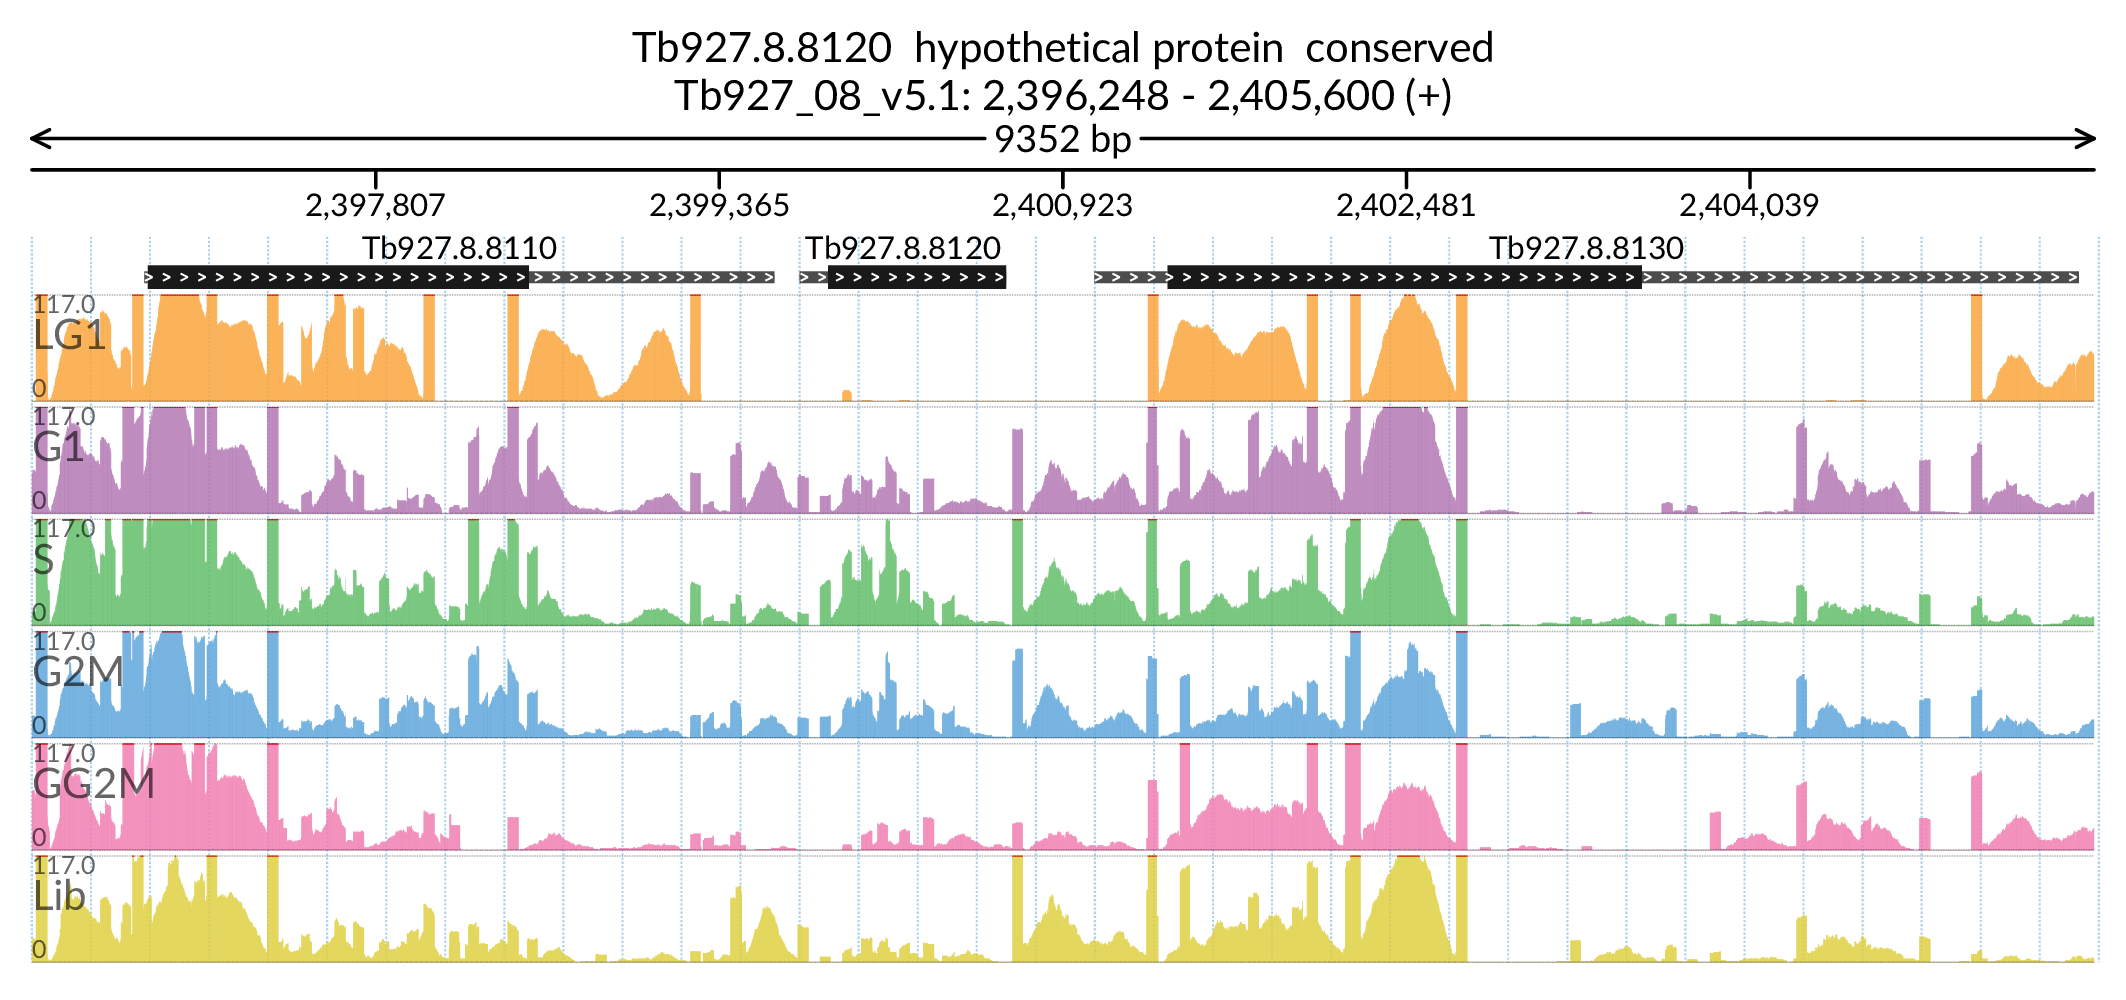 Tb927.8.8120  hypothetical protein  conserved
Tb927_08_v5.1: 2,396,248 - 2,405,600 (+)
9352 bp
2,397,807 2,399,365 2,400,923 2,402,481 2,404,039
Tb927.8.8110 Tb927.8.8120 Tb927.8.8130
117.0
LG1
0
117.0
G1
0
117.0
S
0
117.0
G2M
0
117.0
GG2M
0
117.0
Lib
0